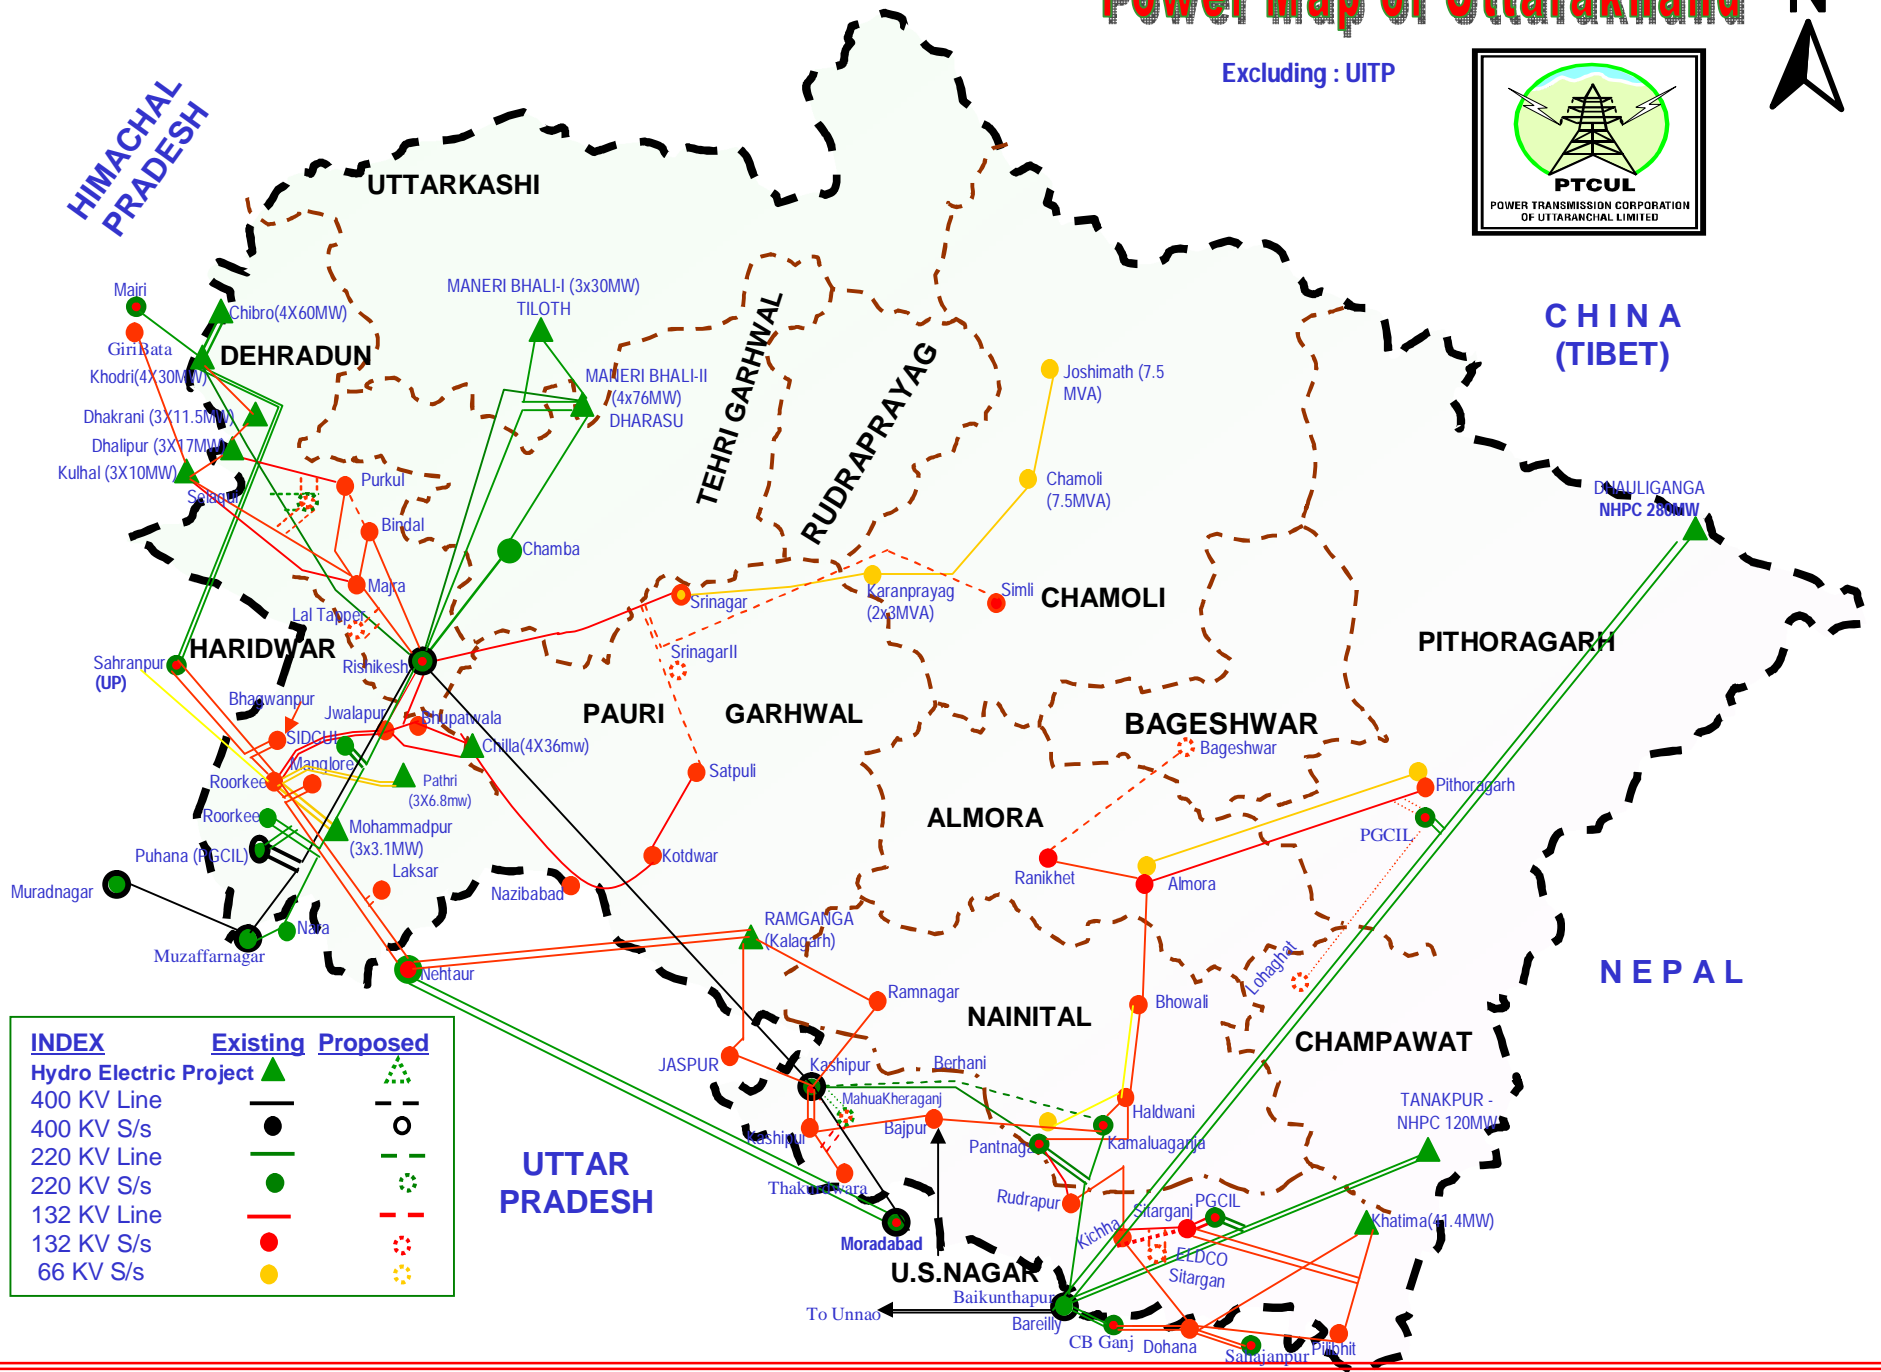 Power Map of Uttarakhand
N
Excluding : UITP
PTCUL
POWER TRANSMISSION CORPORATION
OF UTTARANCHAL LIMITED
HIMACHAL
PRADESH
UTTARKASHI
CHINA
(TIBET)
Majri
GiriBata
Chibro(4X60MW)
DEHRADUN
Khodri(4X30MW)
Dhakrani (3X11.5MW)
Dhalipur (3X17MW)
Kulhal (3X10MW)
Selaqui
MANERI BHALI-I (3x30MW)
TILOTH
MANERI BHALI-II
(4x76MW)
DHARASU
TEHRI GARHWAL
RUDRAPRAYAG
Joshimath (7.5
MVA)
Chamoli
(7.5MVA)
DHAULIGANGA
NHPC 280MW
Purkul
Bindal
Chamba
Majra
Lal Tapper
Srinagar
Karanprayag
(2x3MVA)
Simli
CHAMOLI
PITHORAGARH
HARIDWAR
Rishikesh
Sahranpur
(UP)
SrinagarII
Bhagwanpur
Jwalapur
Bhupatwala
PAURI GARHWAL
BAGESHWAR
Bageshwar
SIDCUL
Chilla(4X36mw)
Manglore
Roorkee
Pathri
(3X6.8mw)
Satpuli
Pithoragarh
Roorkee
Mohammadpur
(3x3.1MW)
Puhana (PGCIL)
ALMORA
PGCIL
Kotdwar
Laksar
Nazibabad
Ranikhet
Almora
Muradnagar
Nara
Muzaffarnagar
RAMGANGA
(Kalagarh)
Nehtaur
Lohaghat
NEPAL
Ramnagar
Bhowali
NAINITAL
CHAMPAWAT
INDEX Existing Proposed
Hydro Electric Project
400 KV Line
400 KV S/s
220 KV Line
220 KV S/s
132 KV Line
132 KV S/s
66 KV S/s
JASPUR
Kashipur
Berhani
MahuaKheraganj
Haldwani
TANAKPUR -
NHPC 120MW
Kashipur
Bajpur
Pantnagar
Kamaluaganja
UTTAR
PRADESH
Thakurdwara
Rudrapur
Sitarganj
PGCIL
Khatima(41.4MW)
Moradabad
Kichha
ELDCO
Sitargan
U.S.NAGAR
Baikunthapur
To Unnao
Bareilly
CB Ganj
Dohana
Sahajanpur
Pilibhit